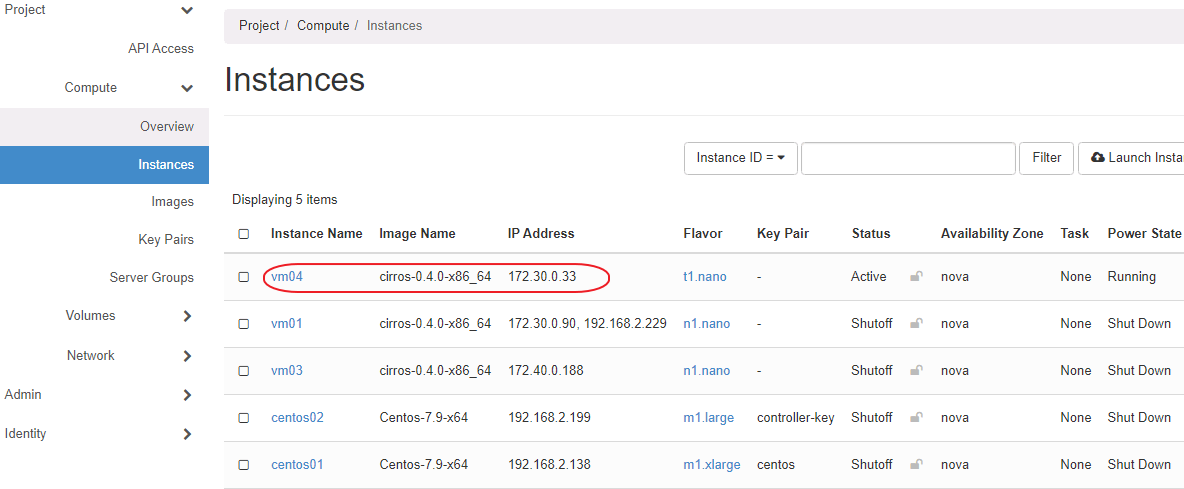 Project
API Access
Compute
Overview
Instances
Images
Key Pairs
Server Groups
Volumes
Network
Admin
Identity
Project / Compute / Instances
Instances
Instance ID = Filter Launch Insta
Displaying 5 items
Instance Name Image Name IP Address Flavor Key Pair Status Availability Zone Task Power State
vm04 cirros-0.4.0-x86_64 172.30.0.33 t1.nano - Active nova None Running
vm01 cirros-0.4.0-x86_64 172.30.0.90, 192.168.2.229 n1.nano - Shutoff nova None Shut Down
vm03 cirros-0.4.0-x86_64 172.40.0.188 n1.nano - Shutoff nova None Shut Down
centos02 Centos-7.9-x64 192.168.2.199 m1.large controller-key Shutoff nova None Shut Down
centos01 Centos-7.9-x64 192.168.2.138 m1.xlarge centos Shutoff nova None Shut Down